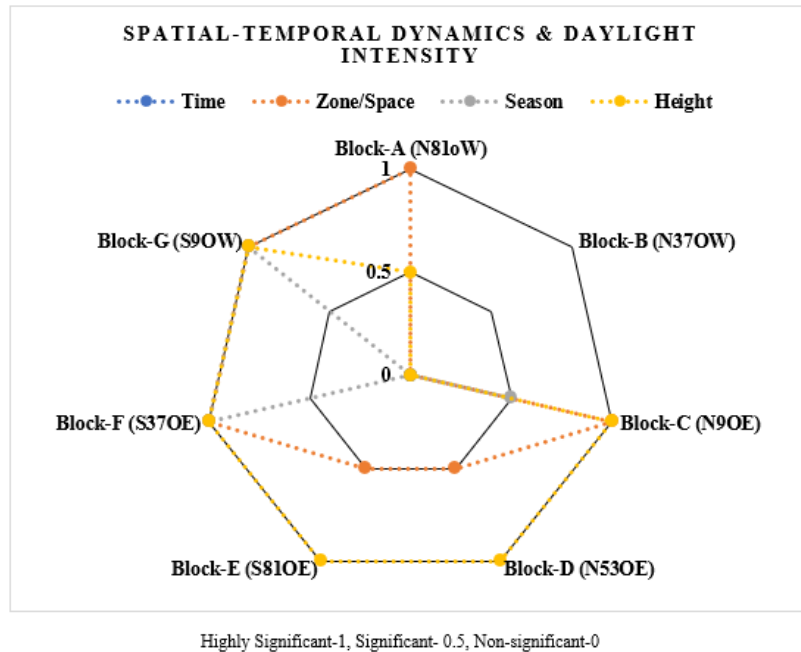 SPATIAL-TEMPORAL DYNAMICS & DAYLIGHT
INTENSITY
Time Zone/Space Season Height
Block-A (N81oW)
1
Block-G (S9OW)
Block-B (N37OW)
0.5
0
Block-F (S37OE)
Block-C (N9OE)
Block-E (S81OE)
Block-D (N53OE)
Highly Significant-1, Significant- 0.5, Non-significant-0